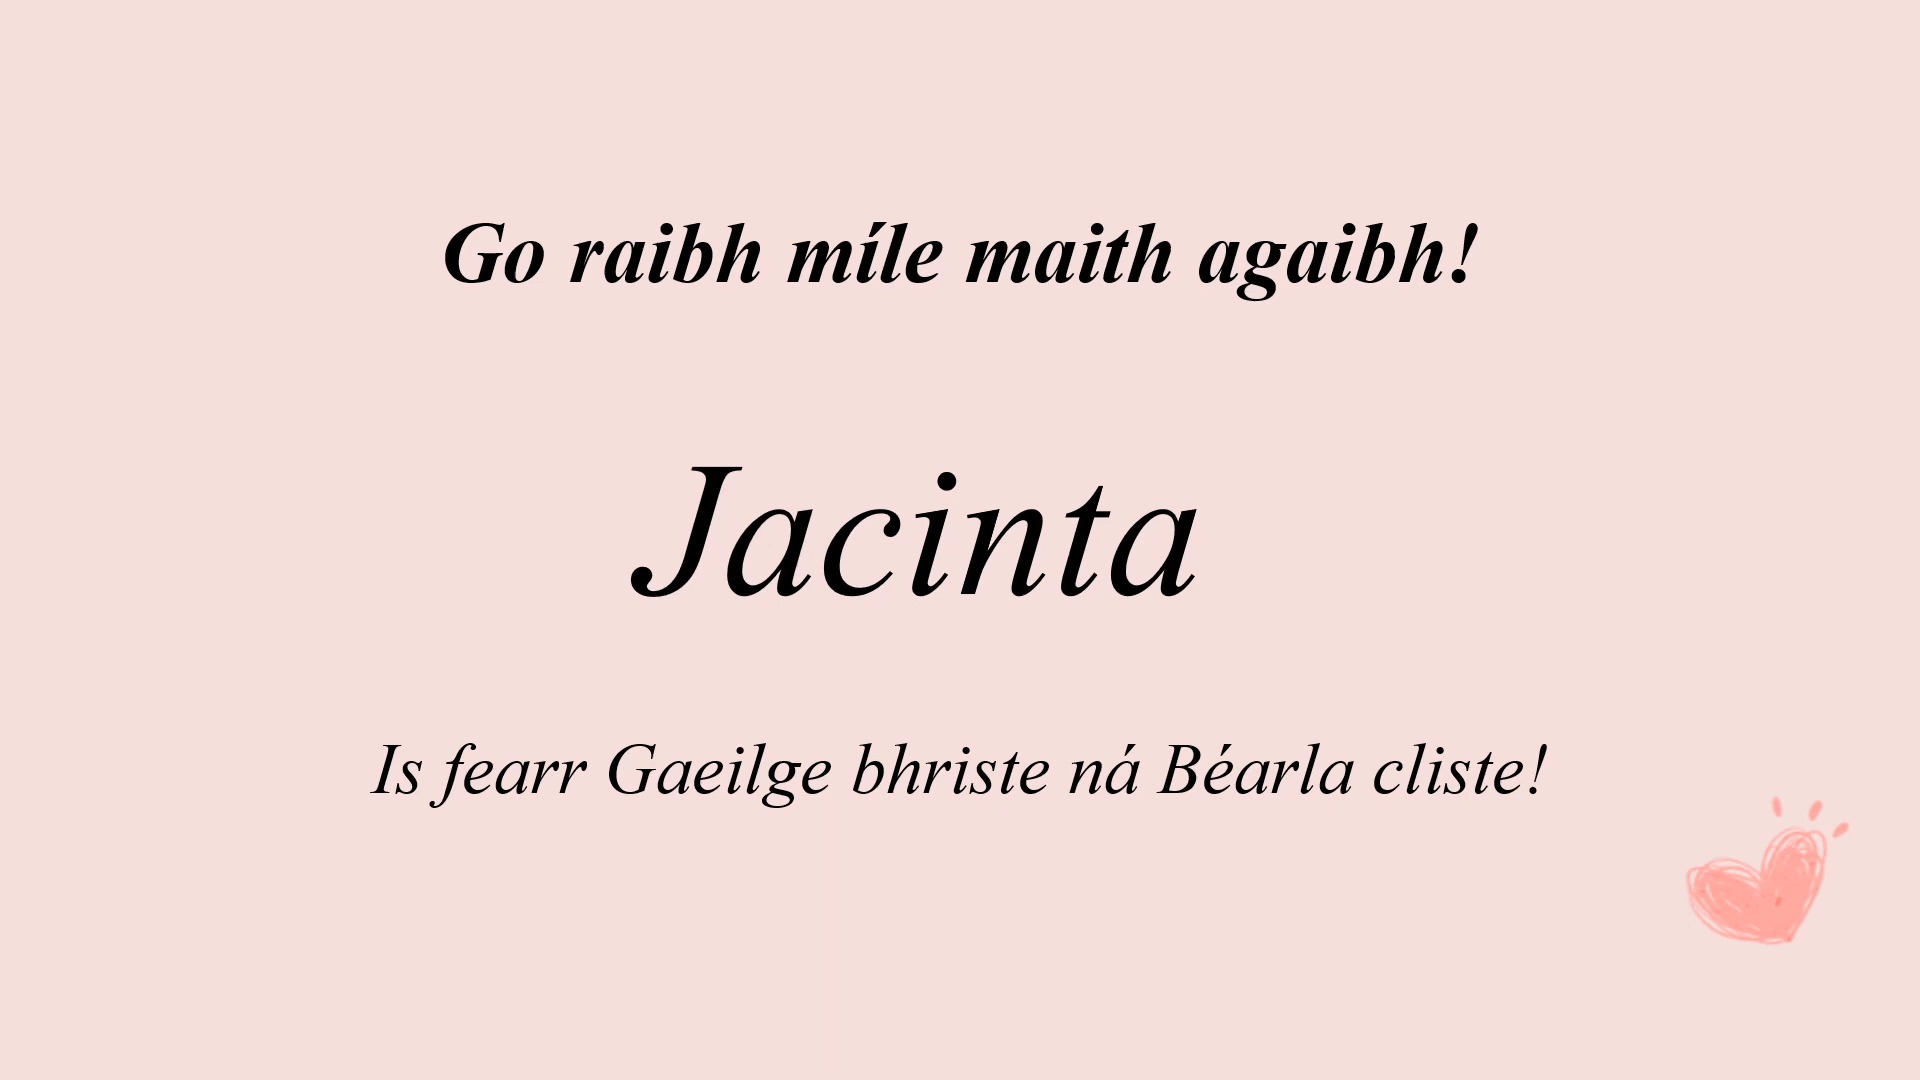 Go raibh míle maith agaibh!
Jacinta
Is fearr Gaeilge bhriste ná Béarla cliste!